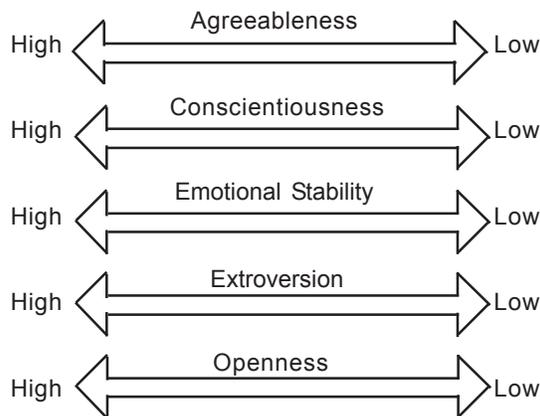 Agreeableness
High Low
Conscientiousness
High Low
Emotional Stability
High Low
Extroversion
High Low
Openness
High Low